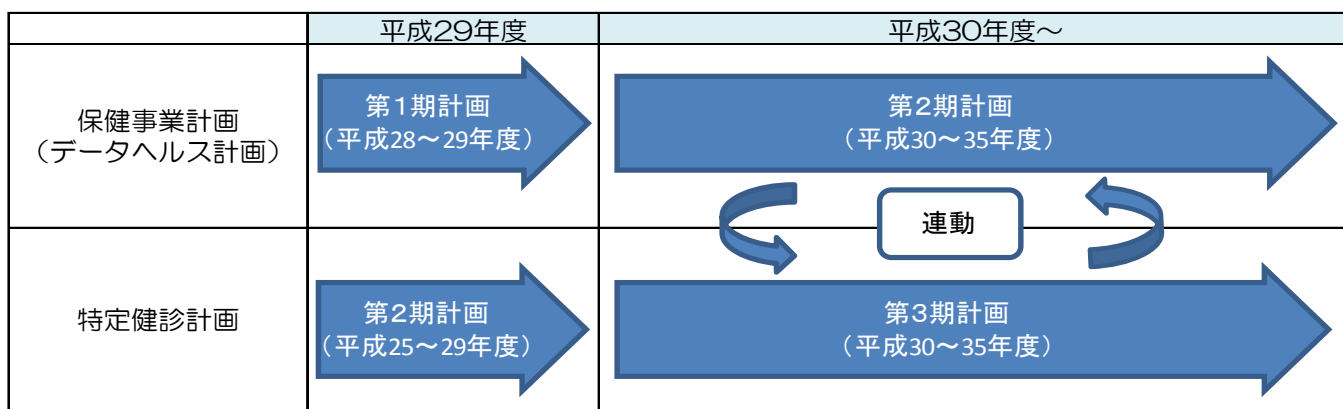 平成29年度
平成30年度～
保健事業計画
（データヘルス計画）
第１期計画
（平成28～29年度）
第２期計画
（平成30～35年度）
連動
特定健診計画
第２期計画
（平成25～29年度）
第３期計画
（平成30～35年度）